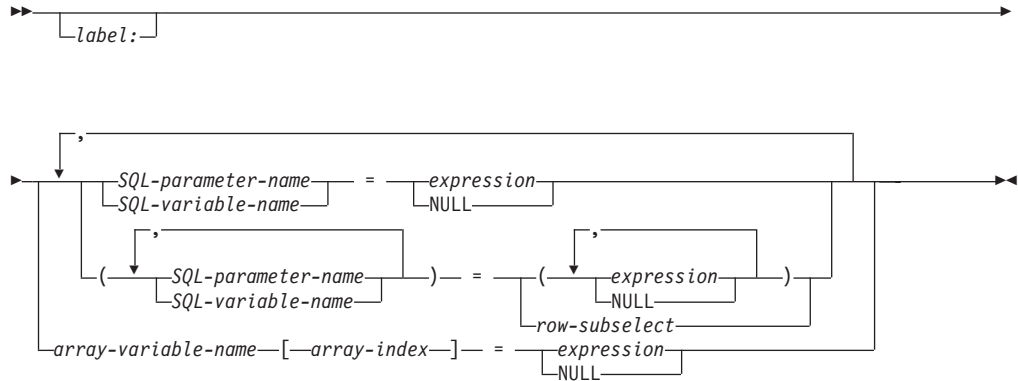 label:
,
SQL-parameter-name = expression
SQL-variable-name NULL
, ,
( SQL-parameter-name ) = ( expression )
SQL-variable-name NULL
row-subselect
array-variable-name [ array-index ] = expression
NULL